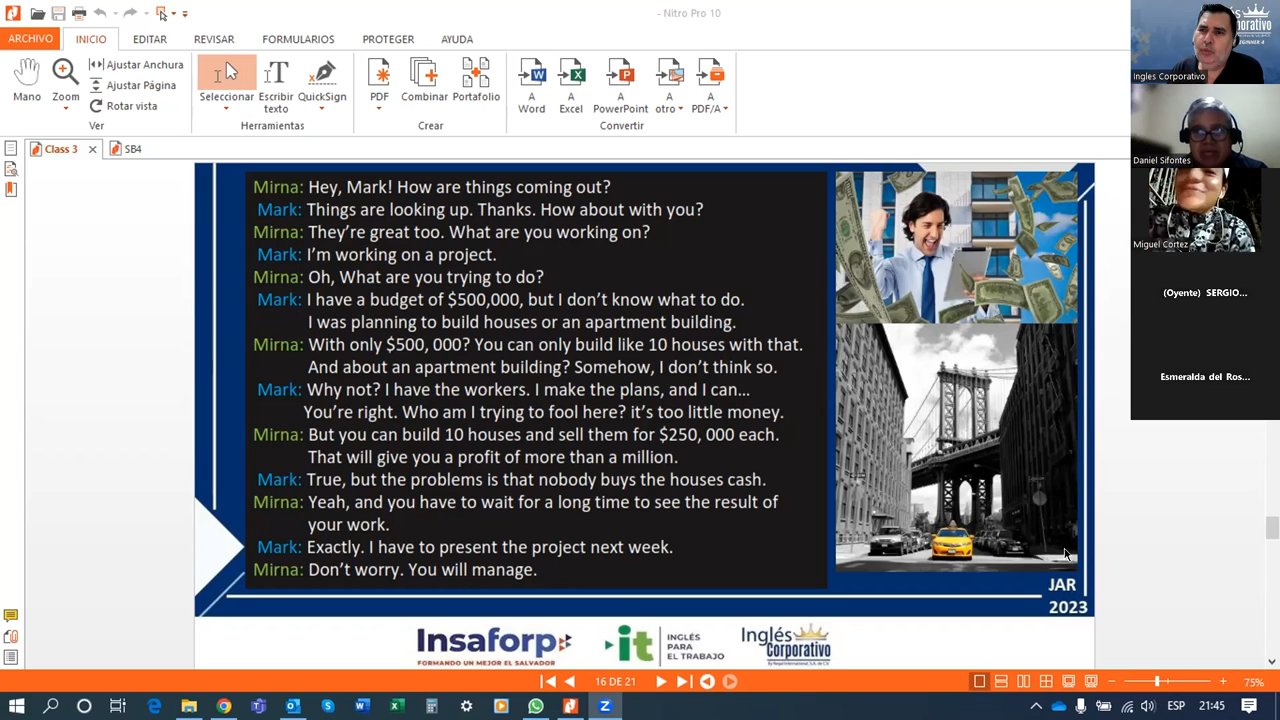 - Nitro Pro 10
ARCHIVO
INICIO
EDITAR
REVISAR
FORMULARIOS
PROTEGER
AYUDA
Mano
Zoom
Ajustar Anchura
Ajustar Página
Rotar vista
Ver
Seleccionar
Escribir
texto
QuickSign
Herramientas
PDF
Combinar
Portafolio
Crear
A
Word
A
Excel
A
PowerPoint
A
otro
A
PDF/A
Convertir
Class 3
SB4
Mirna: Hey, Mark! How are things coming out?
Mark: Things are looking up. Thanks. How about with you?
Mirna: They're great too. What are you working on?
Mark: I'm working on a project.
Mirna: Oh, What are you trying to do?
Mark: I have a budget of $500,000, but I don't know what to do.
I was planning to build houses or an apartment building.
Mirna: With only $500, 000? You can only build like 10 houses with that.
And about an apartment building? Somehow, I don't think so.
Mark: Why not? I have the workers. I make the plans, and I can...
You're right. Who am I trying to fool here? it's too little money.
Mirna: But you can build 10 houses and sell them for $250, 000 each.
That will give you a profit of more than a million.
Mark: True, but the problems is that nobody buys the houses cash.
Mirna: Yeah, and you have to wait for a long time to see the result of
your work.
Mark: Exactly. I have to present the project next week.
Mirna: Don't worry. You will manage.
JAR
2023
Insaforp
FORMANDO UN MEJOR EL SALVADOR
it
INGLÉS
PARA
EL TRABAJO
Inglés
Corporativo
Inglés
Corporativo
BEGINNER 4
Ingles Corporativo
Daniel Sifontes
Miguel Cortez
(Oyente) SERGIO...
Esmeralda del Ros...
16 DE 21
75%
ESP
21:45